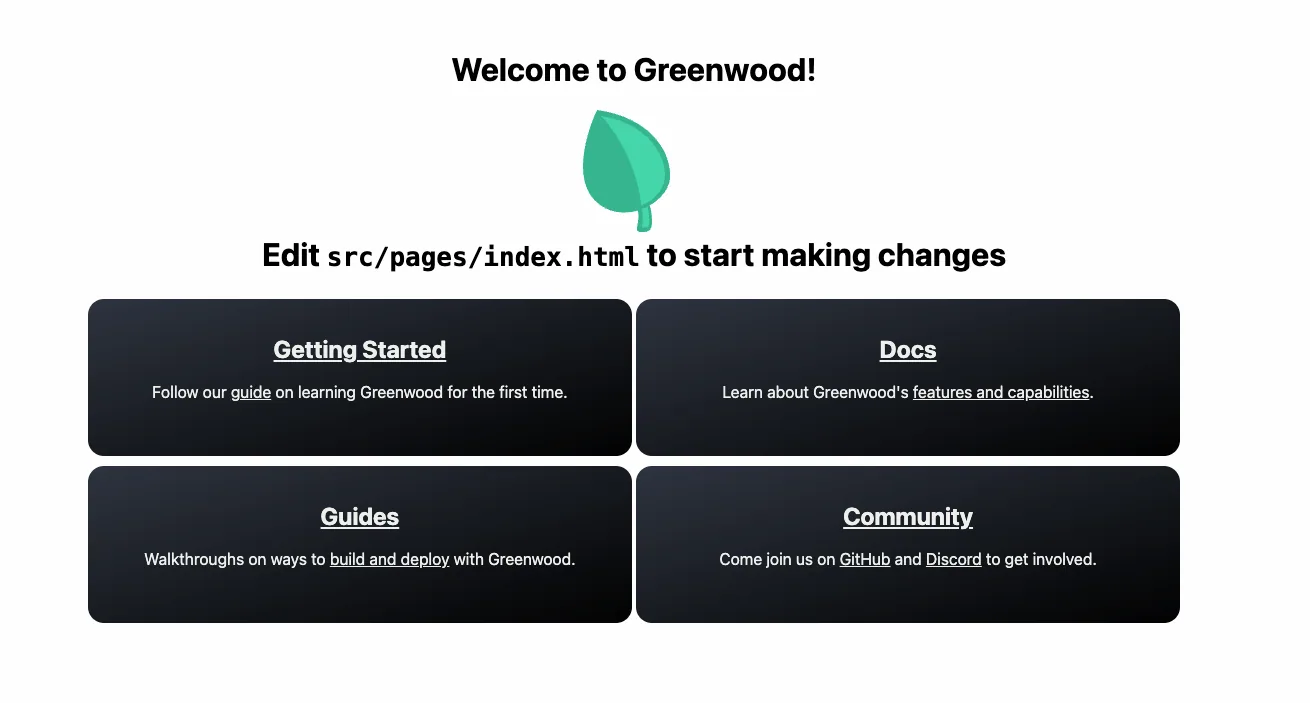 Welcome to Greenwood!
Edit src/pages/index.html to start making changes
Getting Started
Follow our guide on learning Greenwood for the first time.
Docs
Learn about Greenwood's features and capabilities.
Guides
Walkthroughs on ways to build and deploy with Greenwood.
Community
Come join us on GitHub and Discord to get involved.